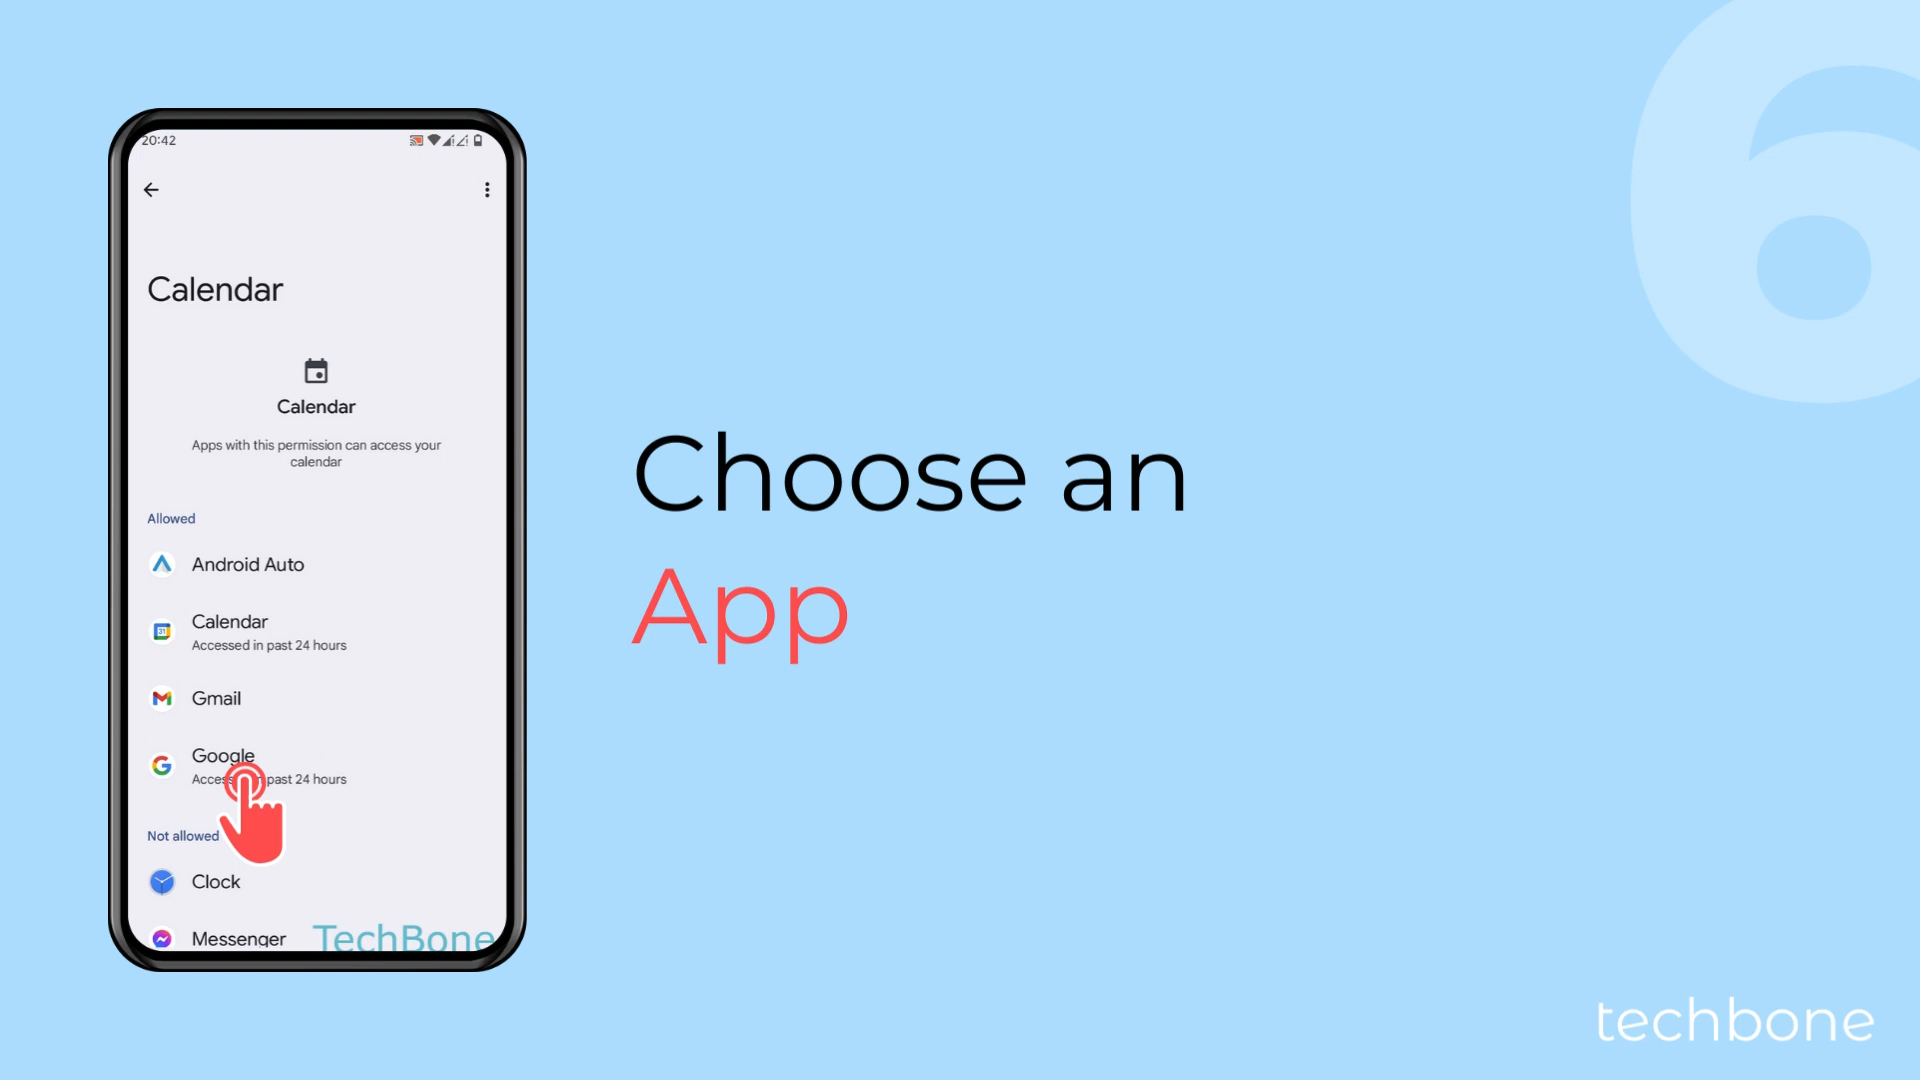 6
20:42
Calendar
Calendar
Apps with this permission can access your
calendar
Allowed
Android Auto
Calendar
Accessed in past 24 hours
Gmail
Google
past 24 hours
Not allowed
Clock
Messenger
TechBone
Choose an
App
techbone